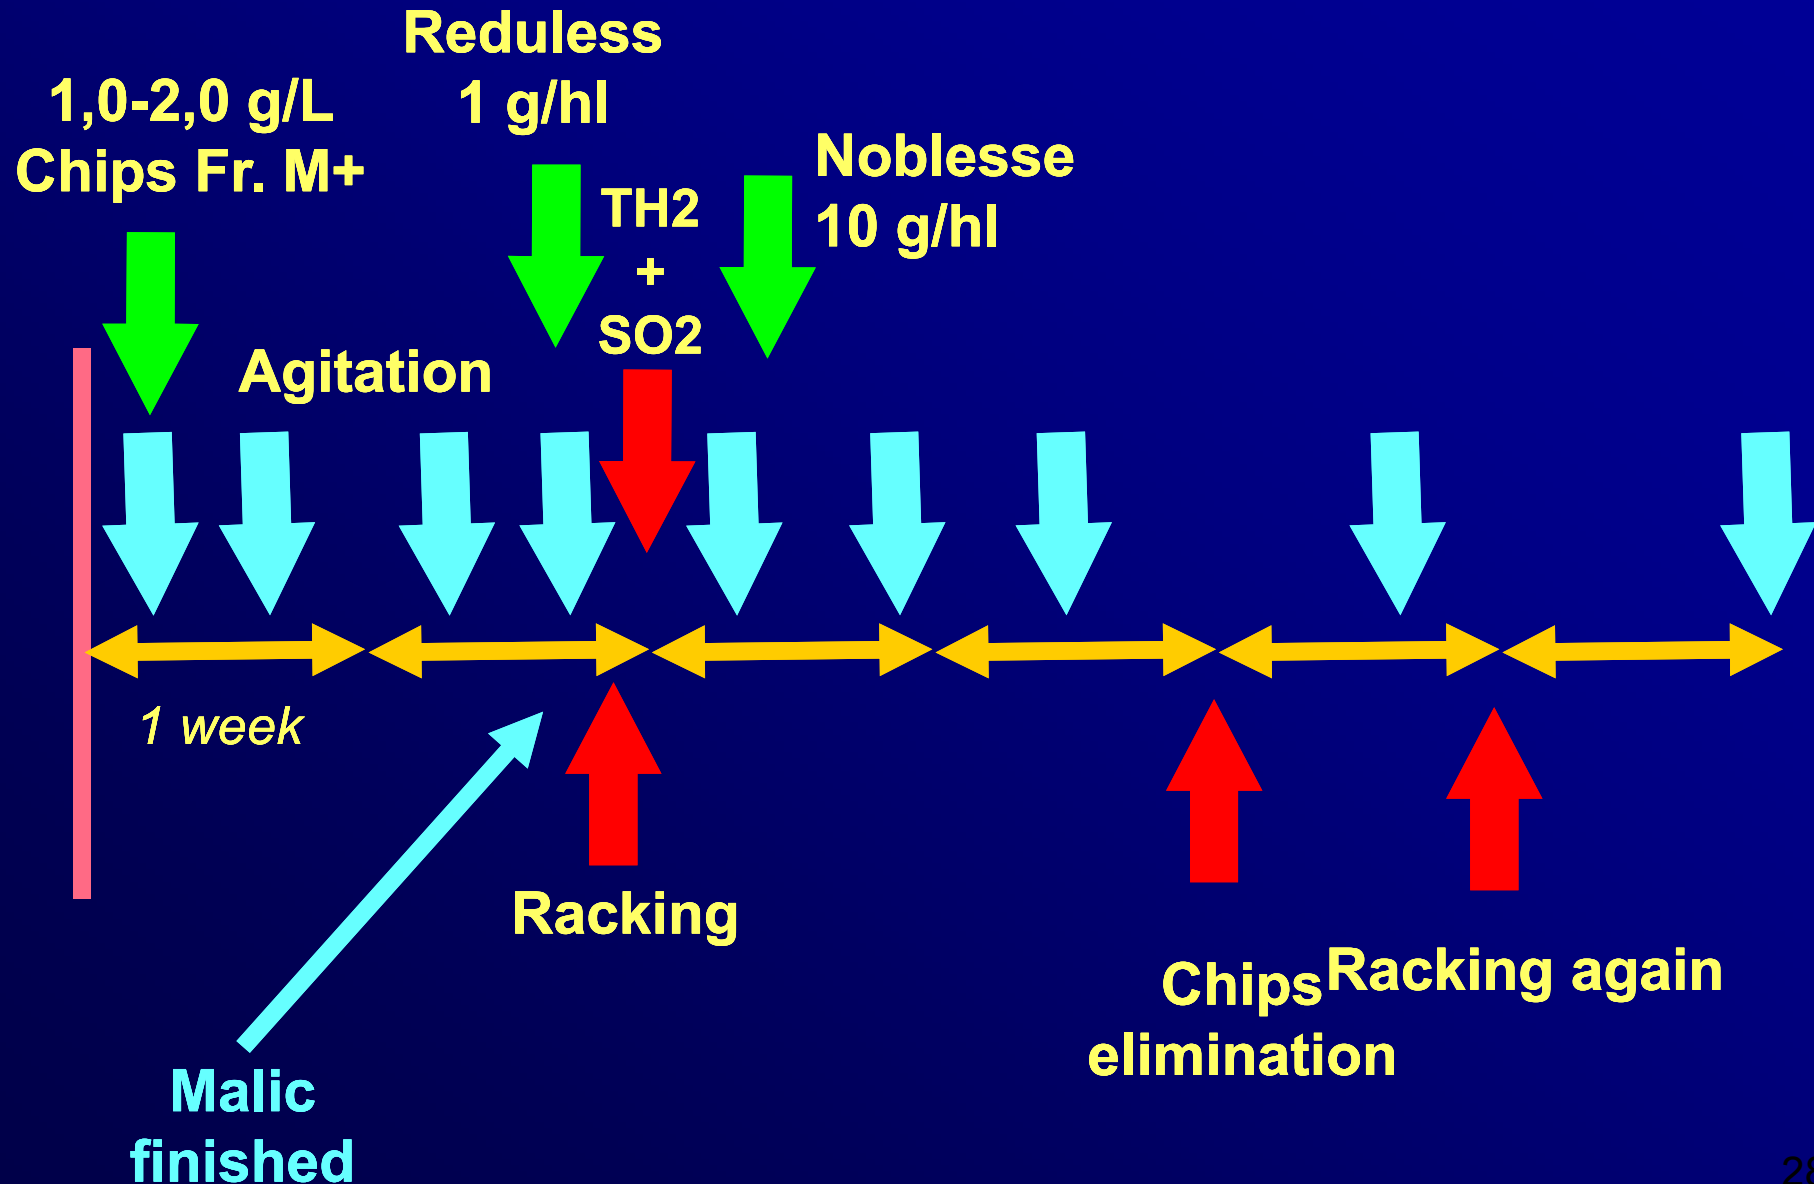 Reduless
1 g/hl
1,0-2,0 g/L
Chips Fr. M+
TH2
+
SO2
Noblesse
10 g/hl
Agitation
1 week
Racking
Chips
elimination
Racking again
Malic
finished
28